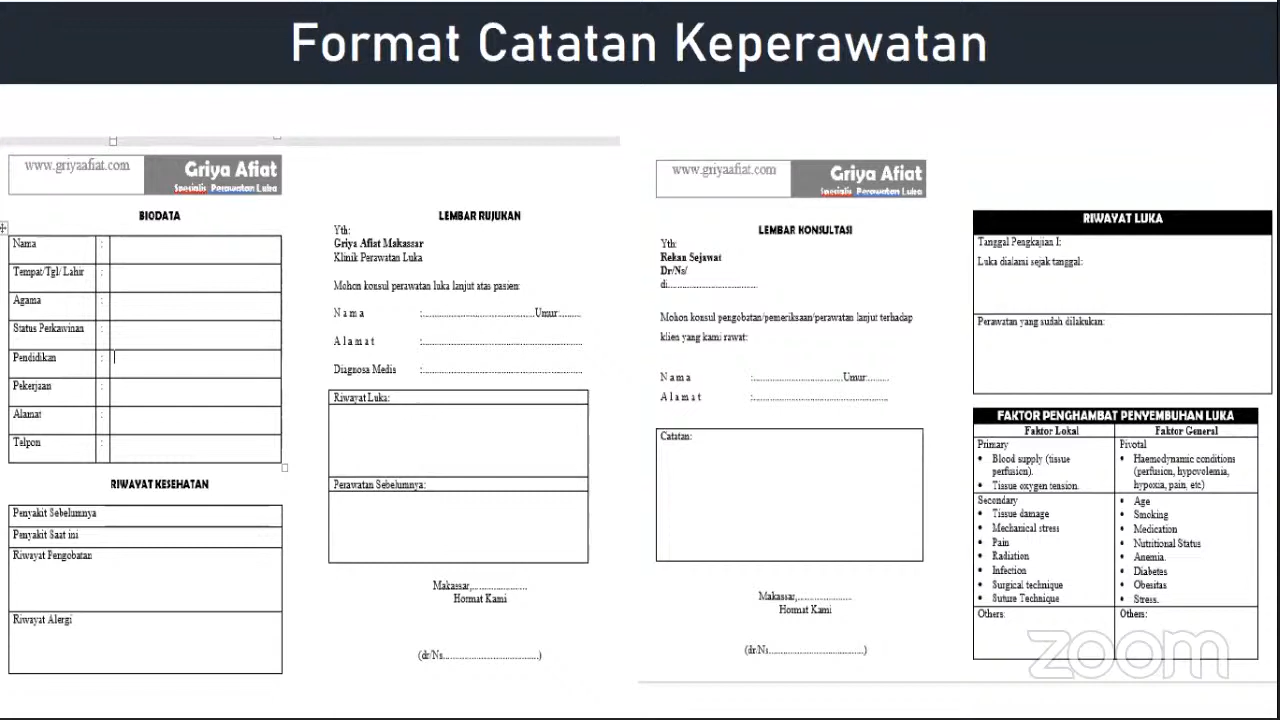 Format Catatan Keperawatan
www.griyaafiat.com
Griya Afiat
Spesialis Perawatan Luka
BIODATA
Nama :
Tempat/Tgl/ Lahir :
Agama :
Status Perkawinan :
Pendidikan :
Pekerjaan :
Alamat :
Telpon :
RIWAYAT KESEHATAN
Penyakit Sebelumnya
Penyakit Saat ini
Riwayat Pengobatan
Riwayat Alergi
LEMBAR RUJUKAN
Yth:
Griya Afiat Makassar
Klinik Perawatan Luka
Mohon konsul perawatan luka lanjut atas pasien:
N a m a :.......................................Umur:........
A l a m a t :.......................................................
Diagnosa Medis :.......................................................
Riwayat Luka:
Perawatan Sebelumnya:
Makassar,...................
Hormat Kami
(dr/Ns.................................)
www.griyaafiat.com
Griya Afiat
Spesialis Perawatan Luka
LEMBAR KONSULTASI
Yth:
Rekan Sejawat
Dr/Ns/
di...............................
Mohon konsul pengobatan/pemeriksaan/perawatan lanjut terhadap
klien yang kami rawat:
N a m a :...............................Umur:........
A l a m a t :...............................................
Catatan:
Makassar,...................
Hormat Kami
(dr/Ns.................................)
RIWAYAT LUKA
Tanggal Pengkajian I:
Luka dialami sejak tanggal:
Perawatan yang sudah dilakukan:
FAKTOR PENGHAMBAT PENYEMBUHAN LUKA
Faktor Lokal
Primary
• Blood supply (tissue
perfusion).
• Tissue oxygen tension.
Secondary
• Tissue damage
• Mechanical stress
• Pain
• Radiation
• Infection
• Surgical technique
• Suture Technique
Others:
Faktor General
Pivotal
• Haemodynamic conditions
(perfusion, hypovolemia,
hypoxia, pain, etc)
• Age
• Smoking
• Medication
• Nutritional Status
• Anemia.
• Diabetes
• Obesitas
• Stress.
Others:
zoom